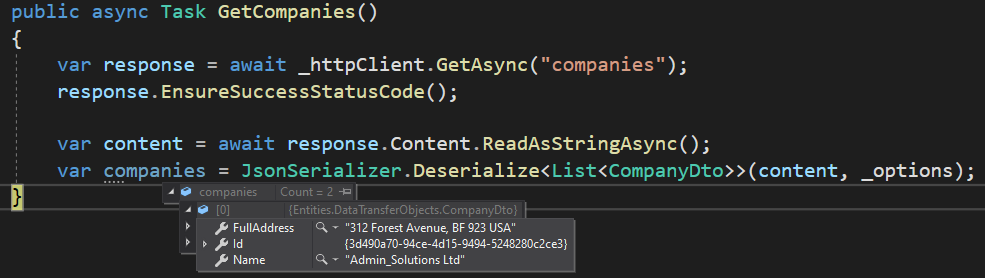 public async Task GetCompanies()
{
var response = await _httpClient.GetAsync("companies");
response.EnsureSuccessStatusCode();
var content = await response.Content.ReadAsStringAsync();
var companies = JsonSerializer.Deserialize<List<CompanyDto>>(content, _options);
}
companies Count = 2
[0] {Entities.DataTransferObjects.CompanyDto}
FullAddress "312 Forest Avenue, BF 923 USA"
Id {3d490a70-94ce-4d15-9494-5248280c2ce3}
Name "Admin_Solutions Ltd"